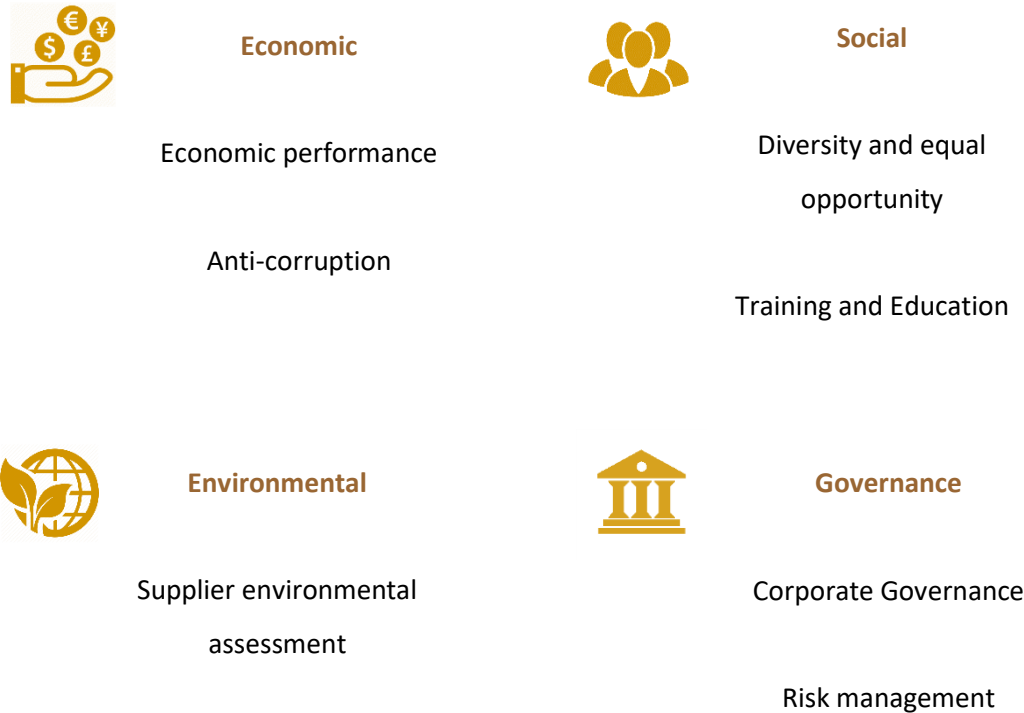 €
¥
$
£
Economic
Economic performance
Anti-corruption
Social
Diversity and equal
opportunity
Training and Education
Environmental
Supplier environmental
assessment
Governance
Corporate Governance
Risk management